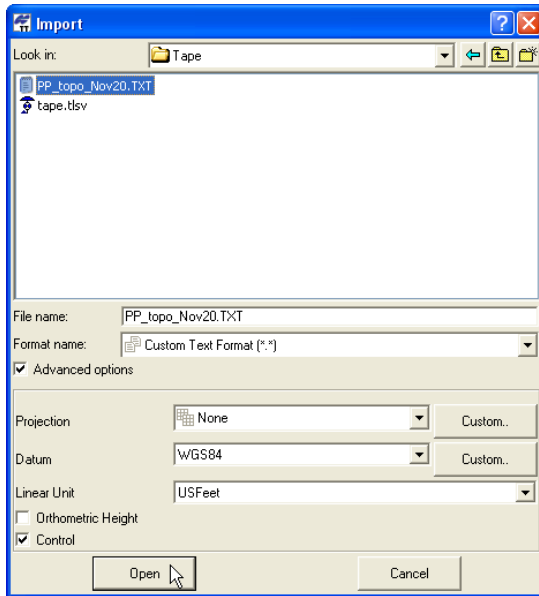 Import
Look in: Tape
PP_topo_Nov20.TXT
tape.tlsv
File name: PP_topo_Nov20.TXT
Format name: Custom Text Format (*.*)
Advanced options
Projection None Custom..
Datum WGS84 Custom..
Linear Unit USFeet
Orthometric Height
Control
Open Cancel